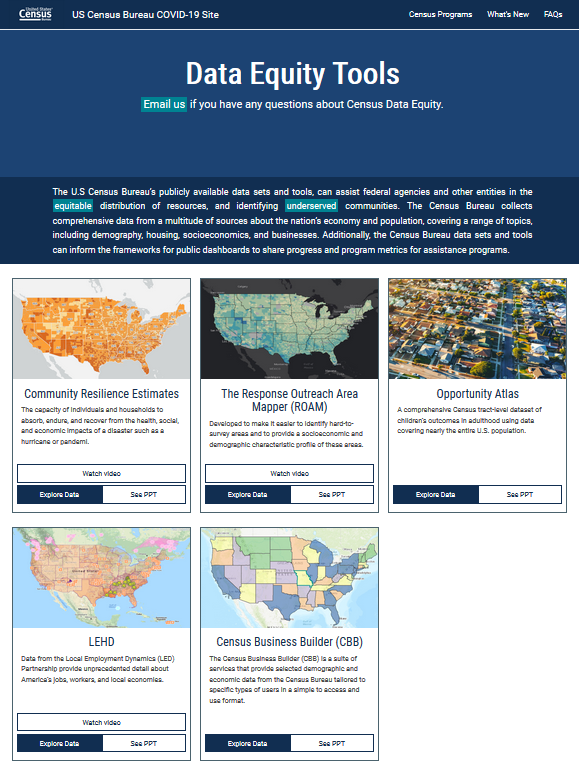 United States®
Census
Bureau
US Census Bureau COVID-19 Site
Census Programs
What's New
FAQs
Data Equity Tools
Email us if you have any questions about Census Data Equity.
The U.S Census Bureau's publicly available data sets and tools, can assist federal agencies and other entities in the
equitable distribution of resources, and identifying underserved communities. The Census Bureau collects
comprehensive data from a multitude of sources about the nation's economy and population, covering a range of topics,
including demography, housing, socioeconomics, and businesses. Additionally, the Census Bureau data sets and tools
can inform the frameworks for public dashboards to share progress and program metrics for assistance programs.
Community Resilience Estimates
The capacity of individuals and households to
absorb, endure, and recover from the health, social,
and economic impacts of a disaster such as a
hurricane or pandemi.
Watch video
Explore Data
See PPT
The Response Outreach Area
Mapper (ROAM)
Developed to make it easier to identify hard-to-
survey areas and to provide a socioeconomic and
demographic characteristic profile of these areas.
Watch video
Explore Data
See PPT
Opportunity Atlas
A comprehensive Census tract-level dataset of
children's outcomes in adulthood using data
covering nearly the entire U.S. population.
Explore Data
See PPT
LEHD
Data from the Local Employment Dynamics (LED)
Partnership provide unprecedented detail about
America's jobs, workers, and local economies.
Watch video
Explore Data
See PPT
Census Business Builder (CBB)
The Census Business Builder (CBB) is a suite of
services that provide selected demographic and
economic data from the Census Bureau tailored to
specific types of users in a simple to access and
use format.
Explore Data
See PPT